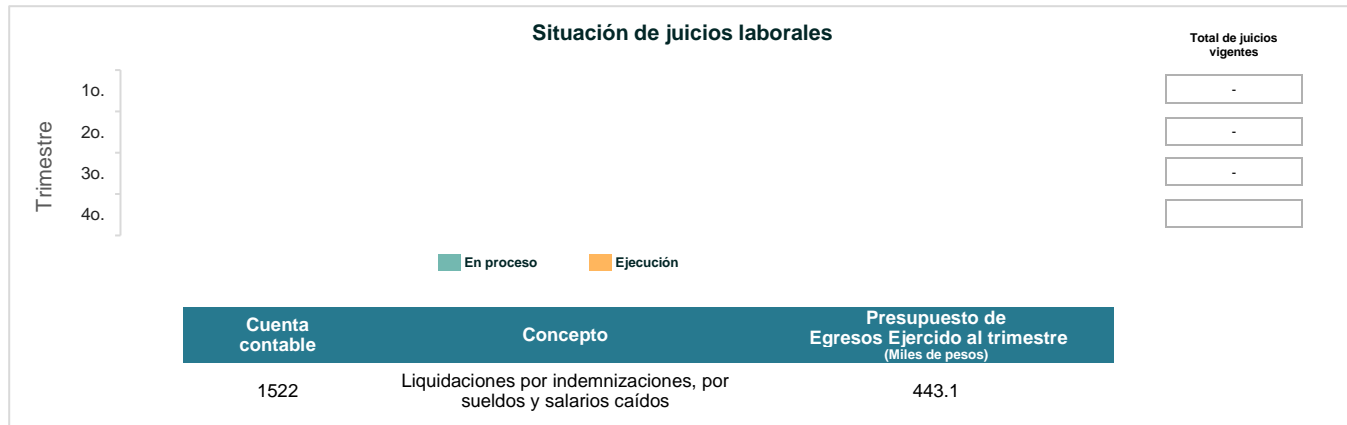 Situación de juicios laborales
Total de juicios
vigentes
Trimestre
1o.
-
2o.
-
3o.
-
4o.
En proceso
Ejecución
Cuenta
contable
Concepto
Presupuesto de
Egresos Ejercido al trimestre
(Miles de pesos)
1522
Liquidaciones por indemnizaciones, por
sueldos y salarios caídos
443.1